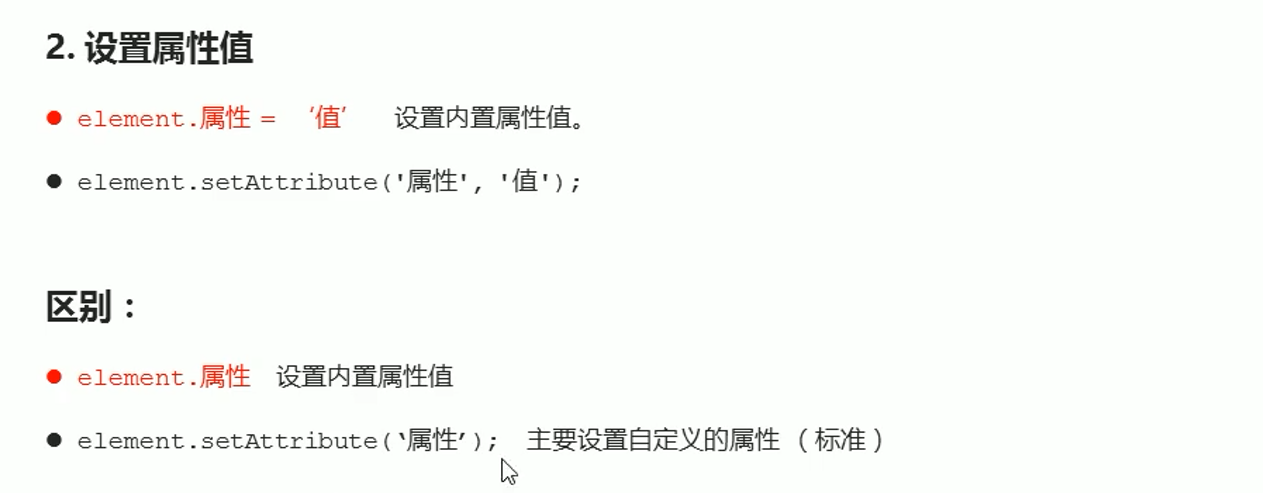 2. 设置属性值
● element.属性 = ‘值’ 设置内置属性值。
● element.setAttribute('属性', '值');
区别：
● element.属性 设置内置属性值
● element.setAttribute(‘属性’); 主要设置自定义的属性 （标准）